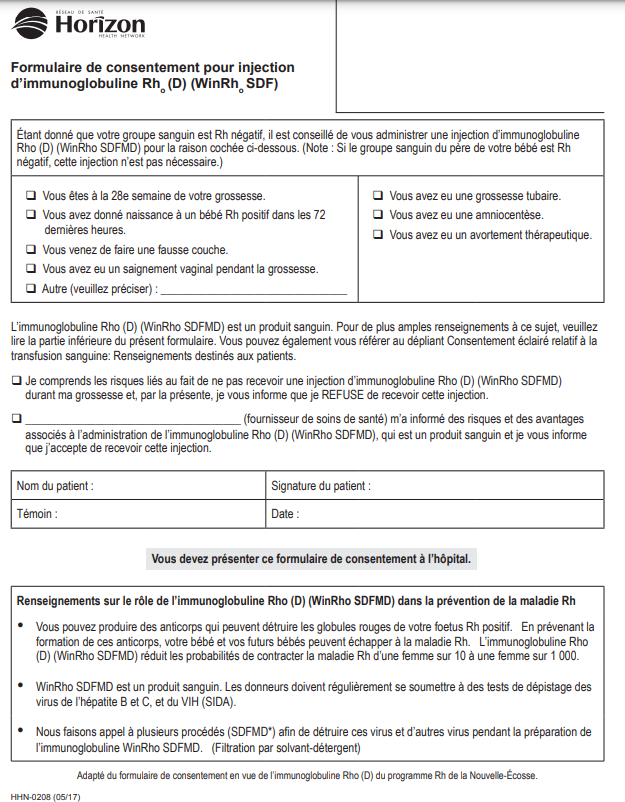 RÉSEAU DE SANTÉ
Horizon
HEALTH NETWORK
Formulaire de consentement pour injection
d’immunoglobuline Rho (D) (WinRho SDF)
Étant donné que votre groupe sanguin est Rh négatif, il est conseillé de vous administrer une injection d’immunoglobuline
Rho (D) (WinRho SDFMD) pour la raison cochée ci-dessous. (Note : Si le groupe sanguin du père de votre bébé est Rh
négatif, cette injection n’est pas nécessaire.)
❑ Vous êtes à la 28e semaine de votre grossesse.
❑ Vous avez donné naissance à un bébé Rh positif dans les 72
dernières heures.
❑ Vous venez de faire une fausse couche.
❑ Vous avez eu un saignement vaginal pendant la grossesse.
❑ Autre (veuillez préciser) : ______________________________
❑ Vous avez eu une grossesse tubaire.
❑ Vous avez eu une amniocentèse.
❑ Vous avez eu un avortement thérapeutique.
L’immunoglobuline Rho (D) (WinRho SDFMD) est un produit sanguin. Pour de plus amples renseignements à ce sujet, veuillez
lire la partie inférieure du présent formulaire. Vous pouvez également vous référer au dépliant Consentement éclairé relatif à la
transfusion sanguine: Renseignements destinés aux patients.
❑ Je comprends les risques liés au fait de ne pas recevoir une injection d’immunoglobuline Rho (D) (WinRho SDFMD)
durant ma grossesse et, par la présente, je vous informe que je REFUSE de recevoir cette injection.
❑ ___________________________________ (fournisseur de soins de santé) m’a informé des risques et des avantages
associés à l’administration de l’immunoglobuline Rho (D) (WinRho SDFMD), qui est un produit sanguin et je vous informe
que j’accepte de recevoir cette injection.
Nom du patient :
Signature du patient :
Témoin :
Date :
Vous devez présenter ce formulaire de consentement à l’hôpital.
Renseignements sur le rôle de l’immunoglobuline Rho (D) (WinRho SDFMD) dans la prévention de la maladie Rh
• Vous pouvez produire des anticorps qui peuvent détruire les globules rouges de votre foetus Rh positif. En prévenant la
formation de ces anticorps, votre bébé et vos futurs bébés peuvent échapper à la maladie Rh. L’immunoglobuline Rho
(D) (WinRho SDFMD) réduit les probabilités de contracter la maladie Rh d’une femme sur 10 à une femme sur 1 000.
• WinRho SDFMD est un produit sanguin. Les donneurs doivent régulièrement se soumettre à des tests de dépistage des
virus de l’hépatite B et C, et du VIH (SIDA).
• Nous faisons appel à plusieurs procédés (SDFMD*) afin de détruire ces virus et d’autres virus pendant la préparation de
l’immunoglobuline WinRho SDFMD. (Filtration par solvant-détergent)
Adapté du formulaire de consentement en vue de l’immunoglobuline Rho (D) du programme Rh de la Nouvelle-Écosse.
HHN-0208 (05/17)